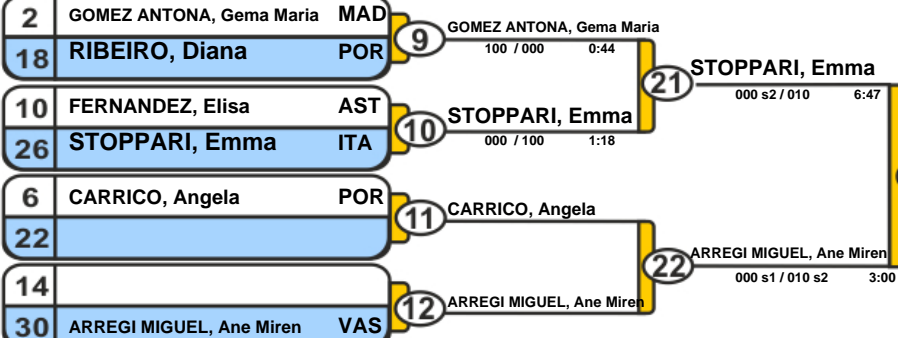 2 GOMEZ ANTONA, Gema Maria MAD
18 RIBEIRO, Diana POR
9
GOMEZ ANTONA, Gema Maria
100 / 000 0:44
10 FERNANDEZ, Elisa AST
26 STOPPARI, Emma ITA
10
STOPPARI, Emma
000 / 100 1:18
21
STOPPARI, Emma
000 s2 / 010 6:47
6 CARRICO, Angela POR
22
11
CARRICO, Angela
14
30 ARREGI MIGUEL, Ane Miren VAS
12
ARREGI MIGUEL, Ane Miren
22
ARREGI MIGUEL, Ane Miren
000 s1 / 010 s2 3:00